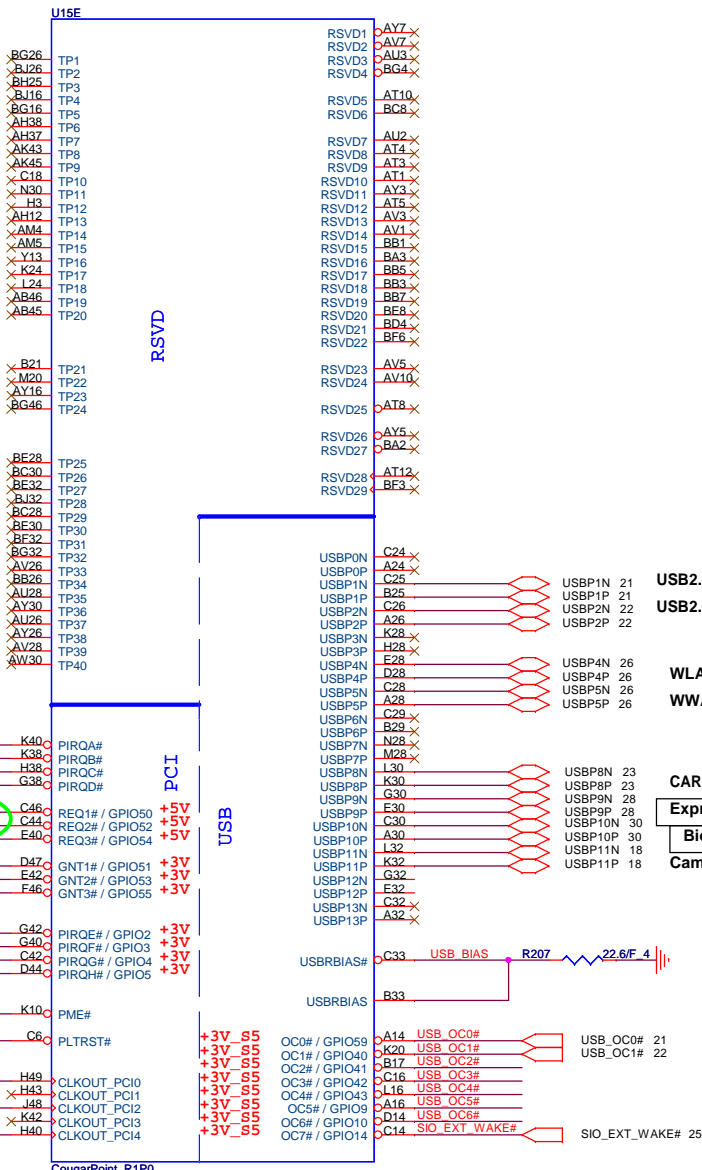 U15E
RSVD1 AY7
RSVD2 AV7
RSVD3 AU3
RSVD4 BG4
BG26 TP1
BJ26 TP2
BH25 TP3
BJ16 TP4 RSVD5 AT10
BG16 TP5 RSVD6 BC8
AH38 TP6
AH37 TP7 RSVD7 AU2
AK43 TP8 RSVD8 AT4
AK45 TP9 RSVD9 AT3
C18 TP10 RSVD10 AT1
N30 TP11 RSVD11 AY3
H3 TP12 RSVD12 AT5
AH12 TP13 RSVD13 AV3
AM4 TP14 RSVD14 AV1
AM5 TP15 RSVD15 BB1
Y13 TP16 RSVD16 BA3
K24 TP17 RSVD17 BB5
L24 TP18 RSVD18 BB3
AB46 TP19 RSVD19 BB7
AB45 TP20 RSVD20 BE8
RSVD21 BD4
RSVD22 BF6
RSVD
B21 TP21 RSVD23 AV5
M20 TP22 RSVD24 AV10
AY16 TP23
BG46 TP24 RSVD25 AT8
RSVD26 AY5
RSVD27 BA2
BE28 TP25
BC30 TP26 RSVD28 AT12
BE32 TP27 RSVD29 BF3
BJ32 TP28
BC28 TP29
BE30 TP30
BF32 TP31
BG32 TP32 USBP0N C24
AV26 TP33 USBP0P A24
BB26 TP34 USBP1N C25 USBP1N 21 USB2.
AU28 TP35 USBP1P B25 USBP1P 21
AY30 TP36 USBP2N C26 USBP2N 22 USB2.
AU26 TP37 USBP2P A26 USBP2P 22
AY26 TP38 USBP3N K28
AV28 TP39 USBP3P H28
AW30 TP40 USBP4N E28 USBP4N 26
USBP4P D28 USBP4P 26 WLA
USBP5N C28 USBP5N 26
USBP5P A28 USBP5P 26 WWA
USBP6N C29
USBP6P B29
K40 PIRQA# USBP7N N28
K38 PIRQB# USBP7P M28
H38 PIRQC# USBP8N L30 USBP8N 23
G38 PIRQD# USBP8P K30 USBP8P 23 CAR
PCI
USB
USBP9N G30 USBP9N 28
C46 REQ1# / GPIO50 +5V USBP9P E30 USBP9P 28 Expr
C44 REQ2# / GPIO52 +5V USBP10N C30 USBP10N 30
E40 REQ3# / GPIO54 +5V USBP10P A30 USBP10P 30 Bio
USBP11N L32 USBP11N 18
D47 GNT1# / GPIO51 +3V USBP11P K32 USBP11P 18 Cam
E42 GNT2# / GPIO53 +3V USBP12N G32
F46 GNT3# / GPIO55 +3V USBP12P E32
USBP13N C32
USBP13P A32
G42 PIRQE# / GPIO2 +3V
G40 PIRQF# / GPIO3 +3V
C42 PIRQG# / GPIO4 +3V USBRBIAS# C33 USB_BIAS R207 22.6/F_4
D44 PIRQH# / GPIO5 +3V
USBRBIAS B33
K10 PME#
C6 PLTRST# +3V_S5 OC0# / GPIO59 A14 USB_OC0# USB_OC0# 21
+3V_S5 OC1# / GPIO40 K20 USB_OC1# USB_OC1# 22
+3V_S5 OC2# / GPIO41 B17 USB_OC2#
H49 CLKOUT_PCI0 +3V_S5 OC3# / GPIO42 C16 USB_OC3#
H43 CLKOUT_PCI1 +3V_S5 OC4# / GPIO43 L16 USB_OC4#
J48 CLKOUT_PCI2 +3V_S5 OC5# / GPIO9 A16 USB_OC5#
K42 CLKOUT_PCI3 +3V_S5 OC6# / GPIO10 D14 USB_OC6#
H40 CLKOUT_PCI4 +3V_S5 OC7# / GPIO14 C14 SIO_EXT_WAKE# SIO_EXT_WAKE# 25
CougarPoint_R1P0